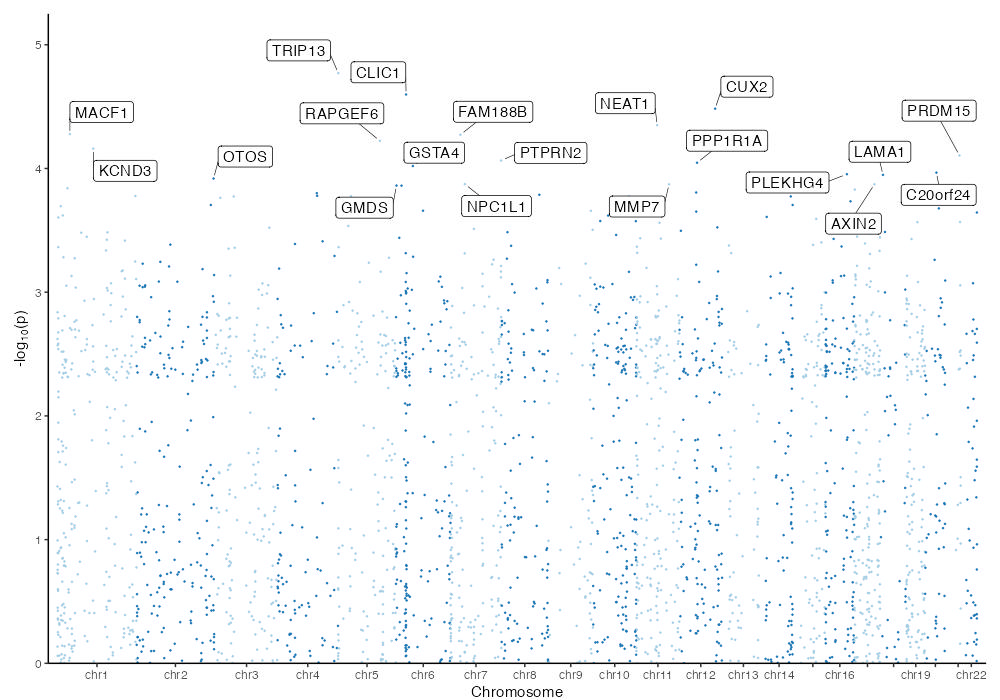 5
TRIP13
CLIC1
CUX2
NEAT1
MACF1
RAPGEF6
FAM188B
PRDM15
PPP1R1A
GSTA4
PTPRN2
LAMA1
OTOS
4
KCND3
PLEKHG4
C20orf24
GMDS
NPC1L1
MMP7
AXIN2
3
-log10(p)
2
1
0
chr1 chr2 chr3 chr4 chr5 chr6 chr7 chr8 chr9 chr10 chr11 chr12 chr13 chr14 chr16 chr19 chr22
Chromosome